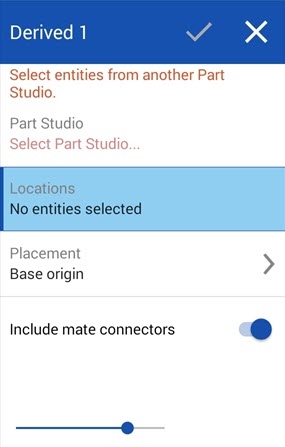 Derived 1
Select entities from another Part
Studio.
Part Studio
Select Part Studio...
Locations
No entities selected
Placement
Base origin
Include mate connectors